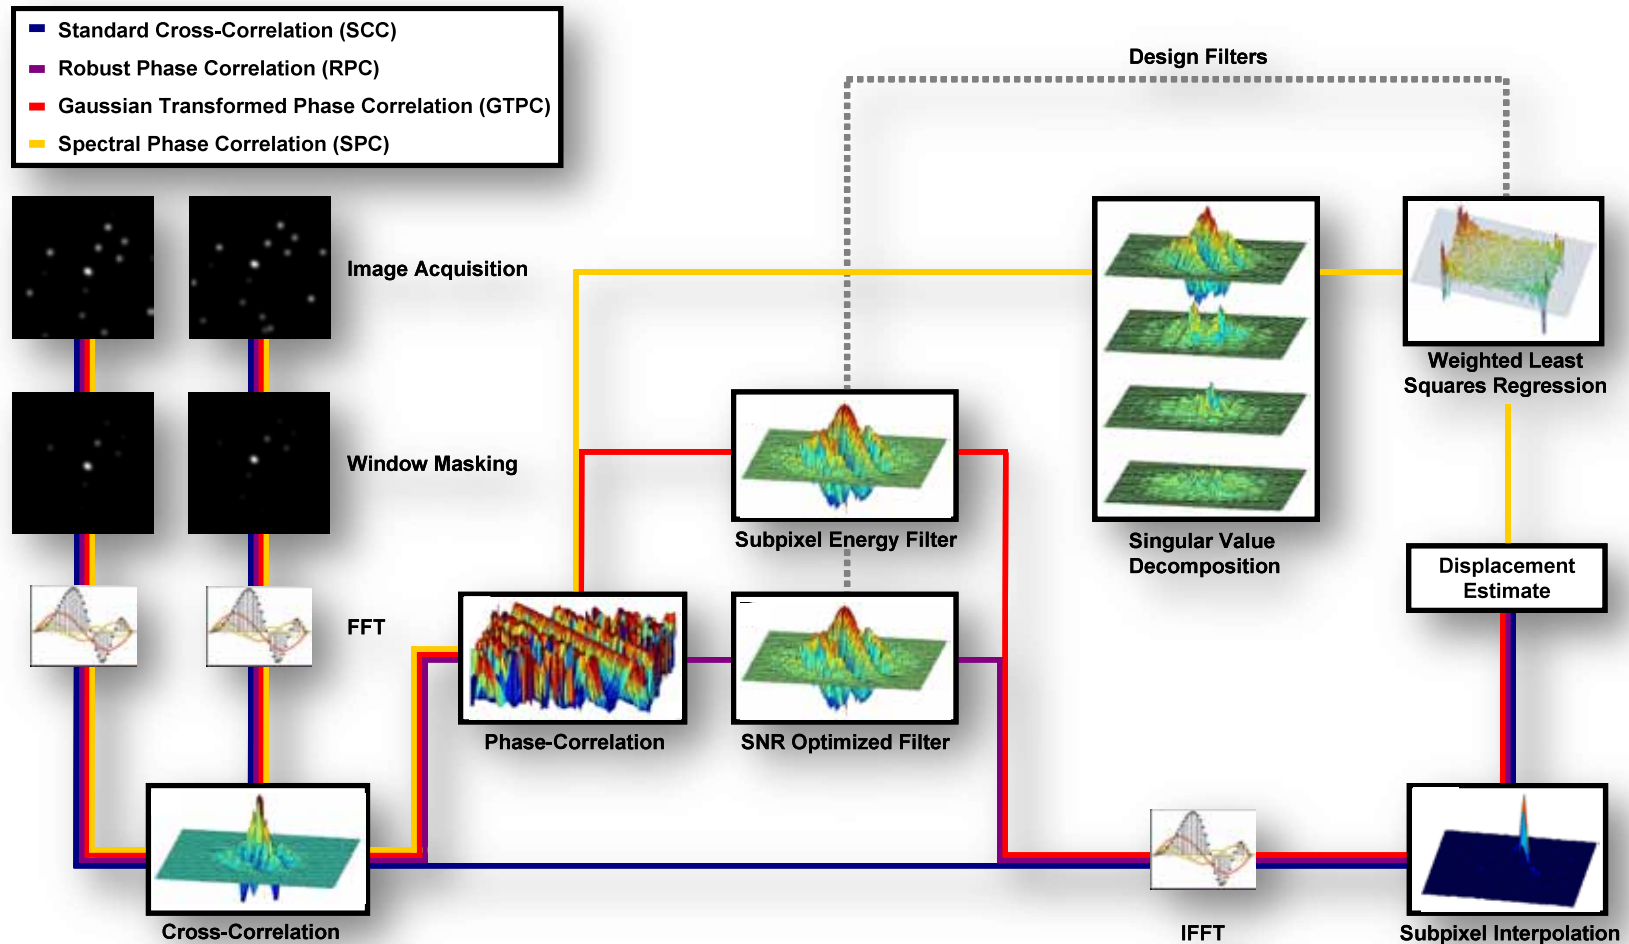 Standard Cross-Correlation (SCC)
Robust Phase Correlation (RPC)
Gaussian Transformed Phase Correlation (GTPC)
Spectral Phase Correlation (SPC)
Design Filters
Image Acquisition
Weighted Least
Squares Regression
Window Masking
Subpixel Energy Filter
Singular Value
Decomposition
Displacement
Estimate
FFT
Phase-Correlation
SNR Optimized Filter
Cross-Correlation
IFFT
Subpixel Interpolation